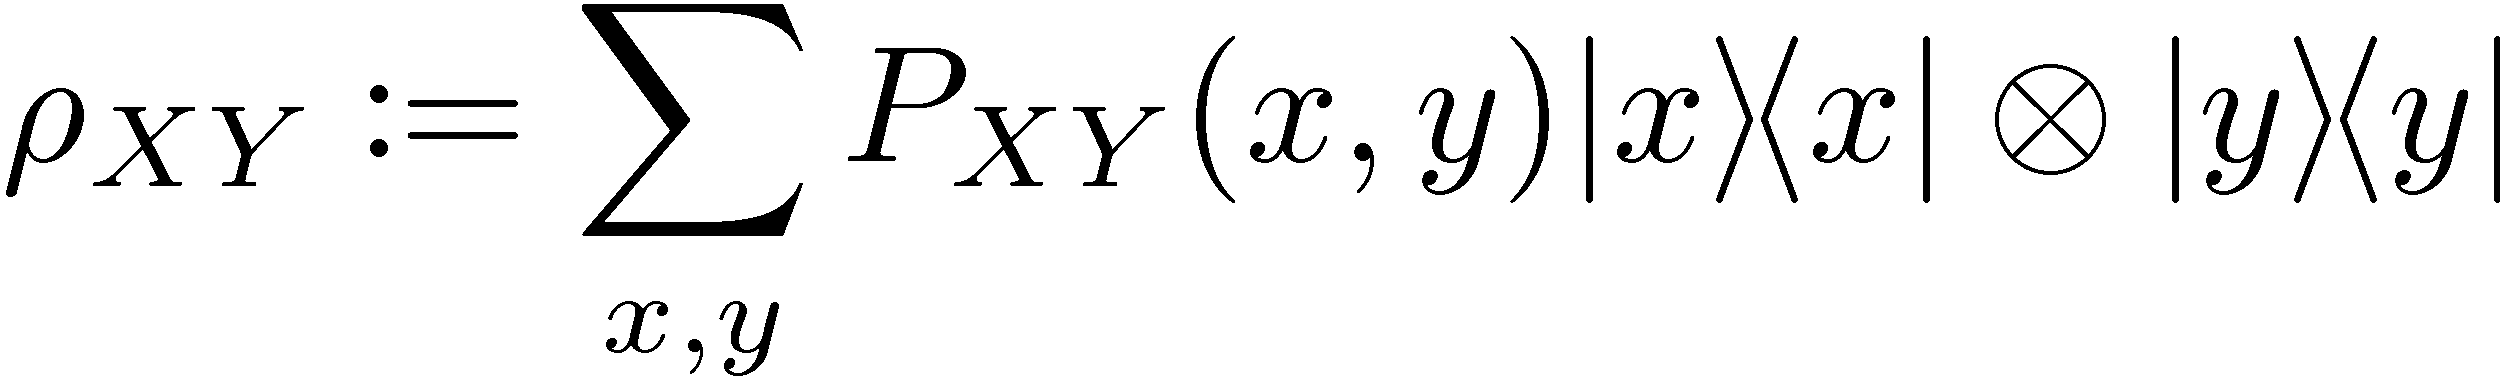 ρ_{XY} := ∑_{x,y} P_{XY}(x, y)|x⟩⟨x| ⊗ |y⟩⟨y|